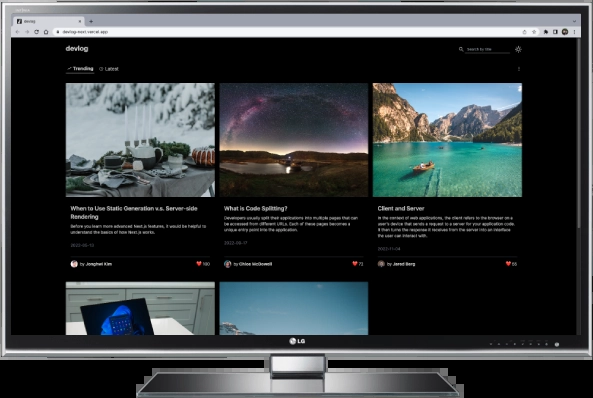 devlog
devlog-next.vercel.app
devlog
Search by title
Trending
Latest
When to Use Static Generation v.s. Server-side
Rendering
Before you learn more advanced Next.js features, it would be helpful to
understand the basics of how Next.js works.
2022-05-10
by Jonghwi Kim
100
What is Code Splitting?
Developers usually split their applications into multiple pages that can
be accessed from different URLs. Each of these pages becomes a
unique entry point into the application.
2022-08-17
by Chloe McDowell
72
Client and Server
In the context of web applications, the client refers to the browser on a
user's device that sends a request to a server for your application code.
It then turns the response it receives from the server into an interface
the user can interact with.
2022-11-04
by Jared Berg
LG